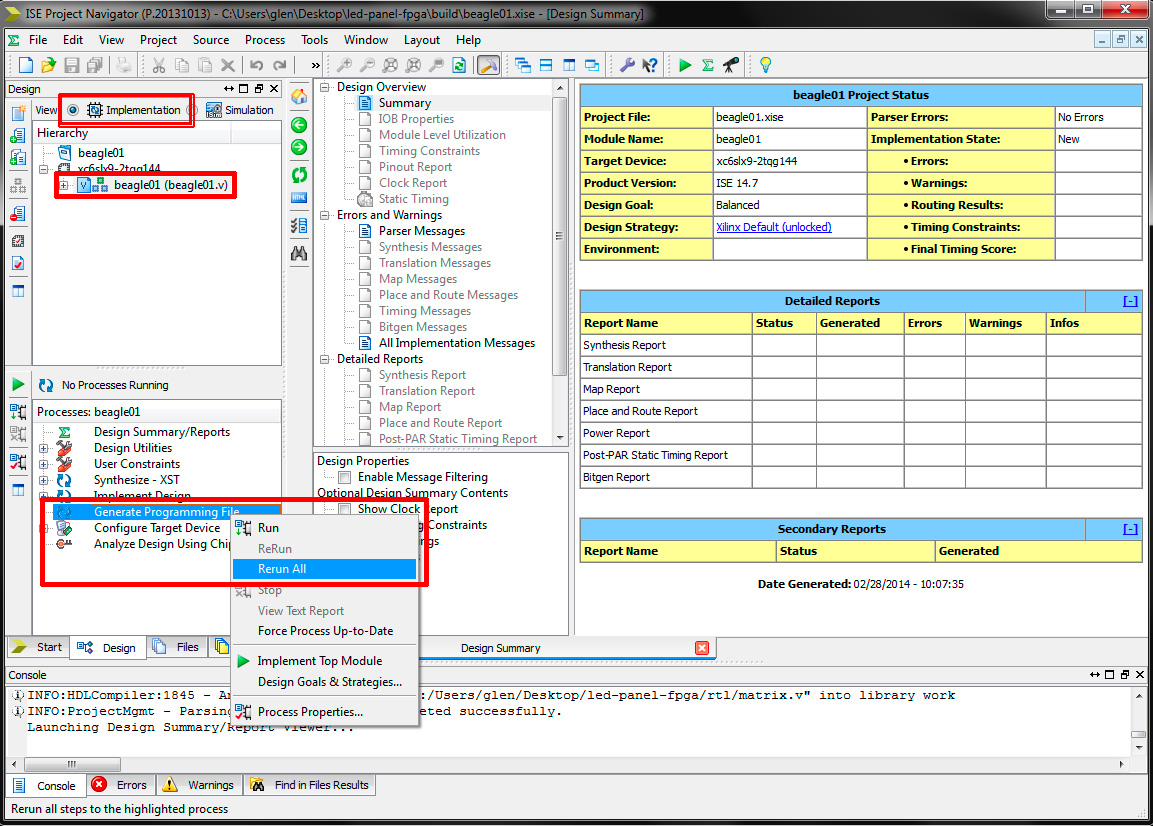 ISE Project Navigator (P.20131013) - C:\Users\glen\Desktop\led-panel-fpga\build\beagle01.xise - [Design Summary]
File Edit View Project Source Process Tools Window Layout Help
Design
View Implementation Simulation
Hierarchy
beagle01
xc6slx9-2tqg144
beagle01 (beagle01.v)
No Processes Running
Processes: beagle01
Design Summary/Reports
Design Utilities
User Constraints
Synthesize - XST
Implement Design
Generate Programming File
Configure Target Device
Analyze Design Using Chip
Run
ReRun
Rerun All
Stop
View Text Report
Force Process Up-to-Date
Implement Top Module
Design Goals & Strategies...
Process Properties...
Start Design Files
Design Overview
Summary
IOB Properties
Module Level Utilization
Timing Constraints
Pinout Report
Clock Report
Static Timing
Errors and Warnings
Parser Messages
Synthesis Messages
Translation Messages
Map Messages
Place and Route Messages
Timing Messages
Bitgen Messages
All Implementation Messages
Detailed Reports
Synthesis Report
Translation Report
Map Report
Place and Route Report
Post-PAR Static Timing Report
Design Properties
Enable Message Filtering
Optional Design Summary Contents
Show Clock Report
Constraints
Design Summary
beagle01 Project Status
Project File: beagle01.xise Parser Errors: No Errors
Module Name: beagle01 Implementation State: New
Target Device: xc6slx9-2tqg144 • Errors:
Product Version: ISE 14.7 • Warnings:
Design Goal: Balanced • Routing Results:
Design Strategy: Xilinx Default (unlocked) • Timing Constraints:
Environment: • Final Timing Score:
Detailed Reports [-]
Report Name Status Generated Errors Warnings Infos
Synthesis Report
Translation Report
Map Report
Place and Route Report
Power Report
Post-PAR Static Timing Report
Bitgen Report
Secondary Reports [-]
Report Name Status Generated
Date Generated: 02/28/2014 - 10:07:35
Console
INFO:HDLCompiler:1845 - An :/Users/glen/Desktop/led-panel-fpga/rtl/matrix.v" into library work
INFO:ProjectMgmt - Parsing eted successfully.
Launching Design Summary/Report Viewer...
Console Errors Warnings Find in Files Results
Rerun all steps to the highlighted process